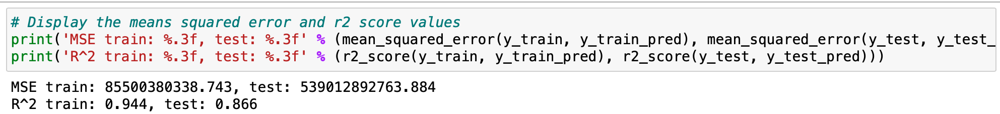 # Display the means squared error and r2 score values
print('MSE train: %.3f, test: %.3f' % (mean_squared_error(y_train, y_train_pred), mean_squared_error(y_test, y_test_
print('R^2 train: %.3f, test: %.3f' % (r2_score(y_train, y_train_pred), r2_score(y_test, y_test_pred)))
MSE train: 85500380338.743, test: 539012892763.884
R^2 train: 0.944, test: 0.866